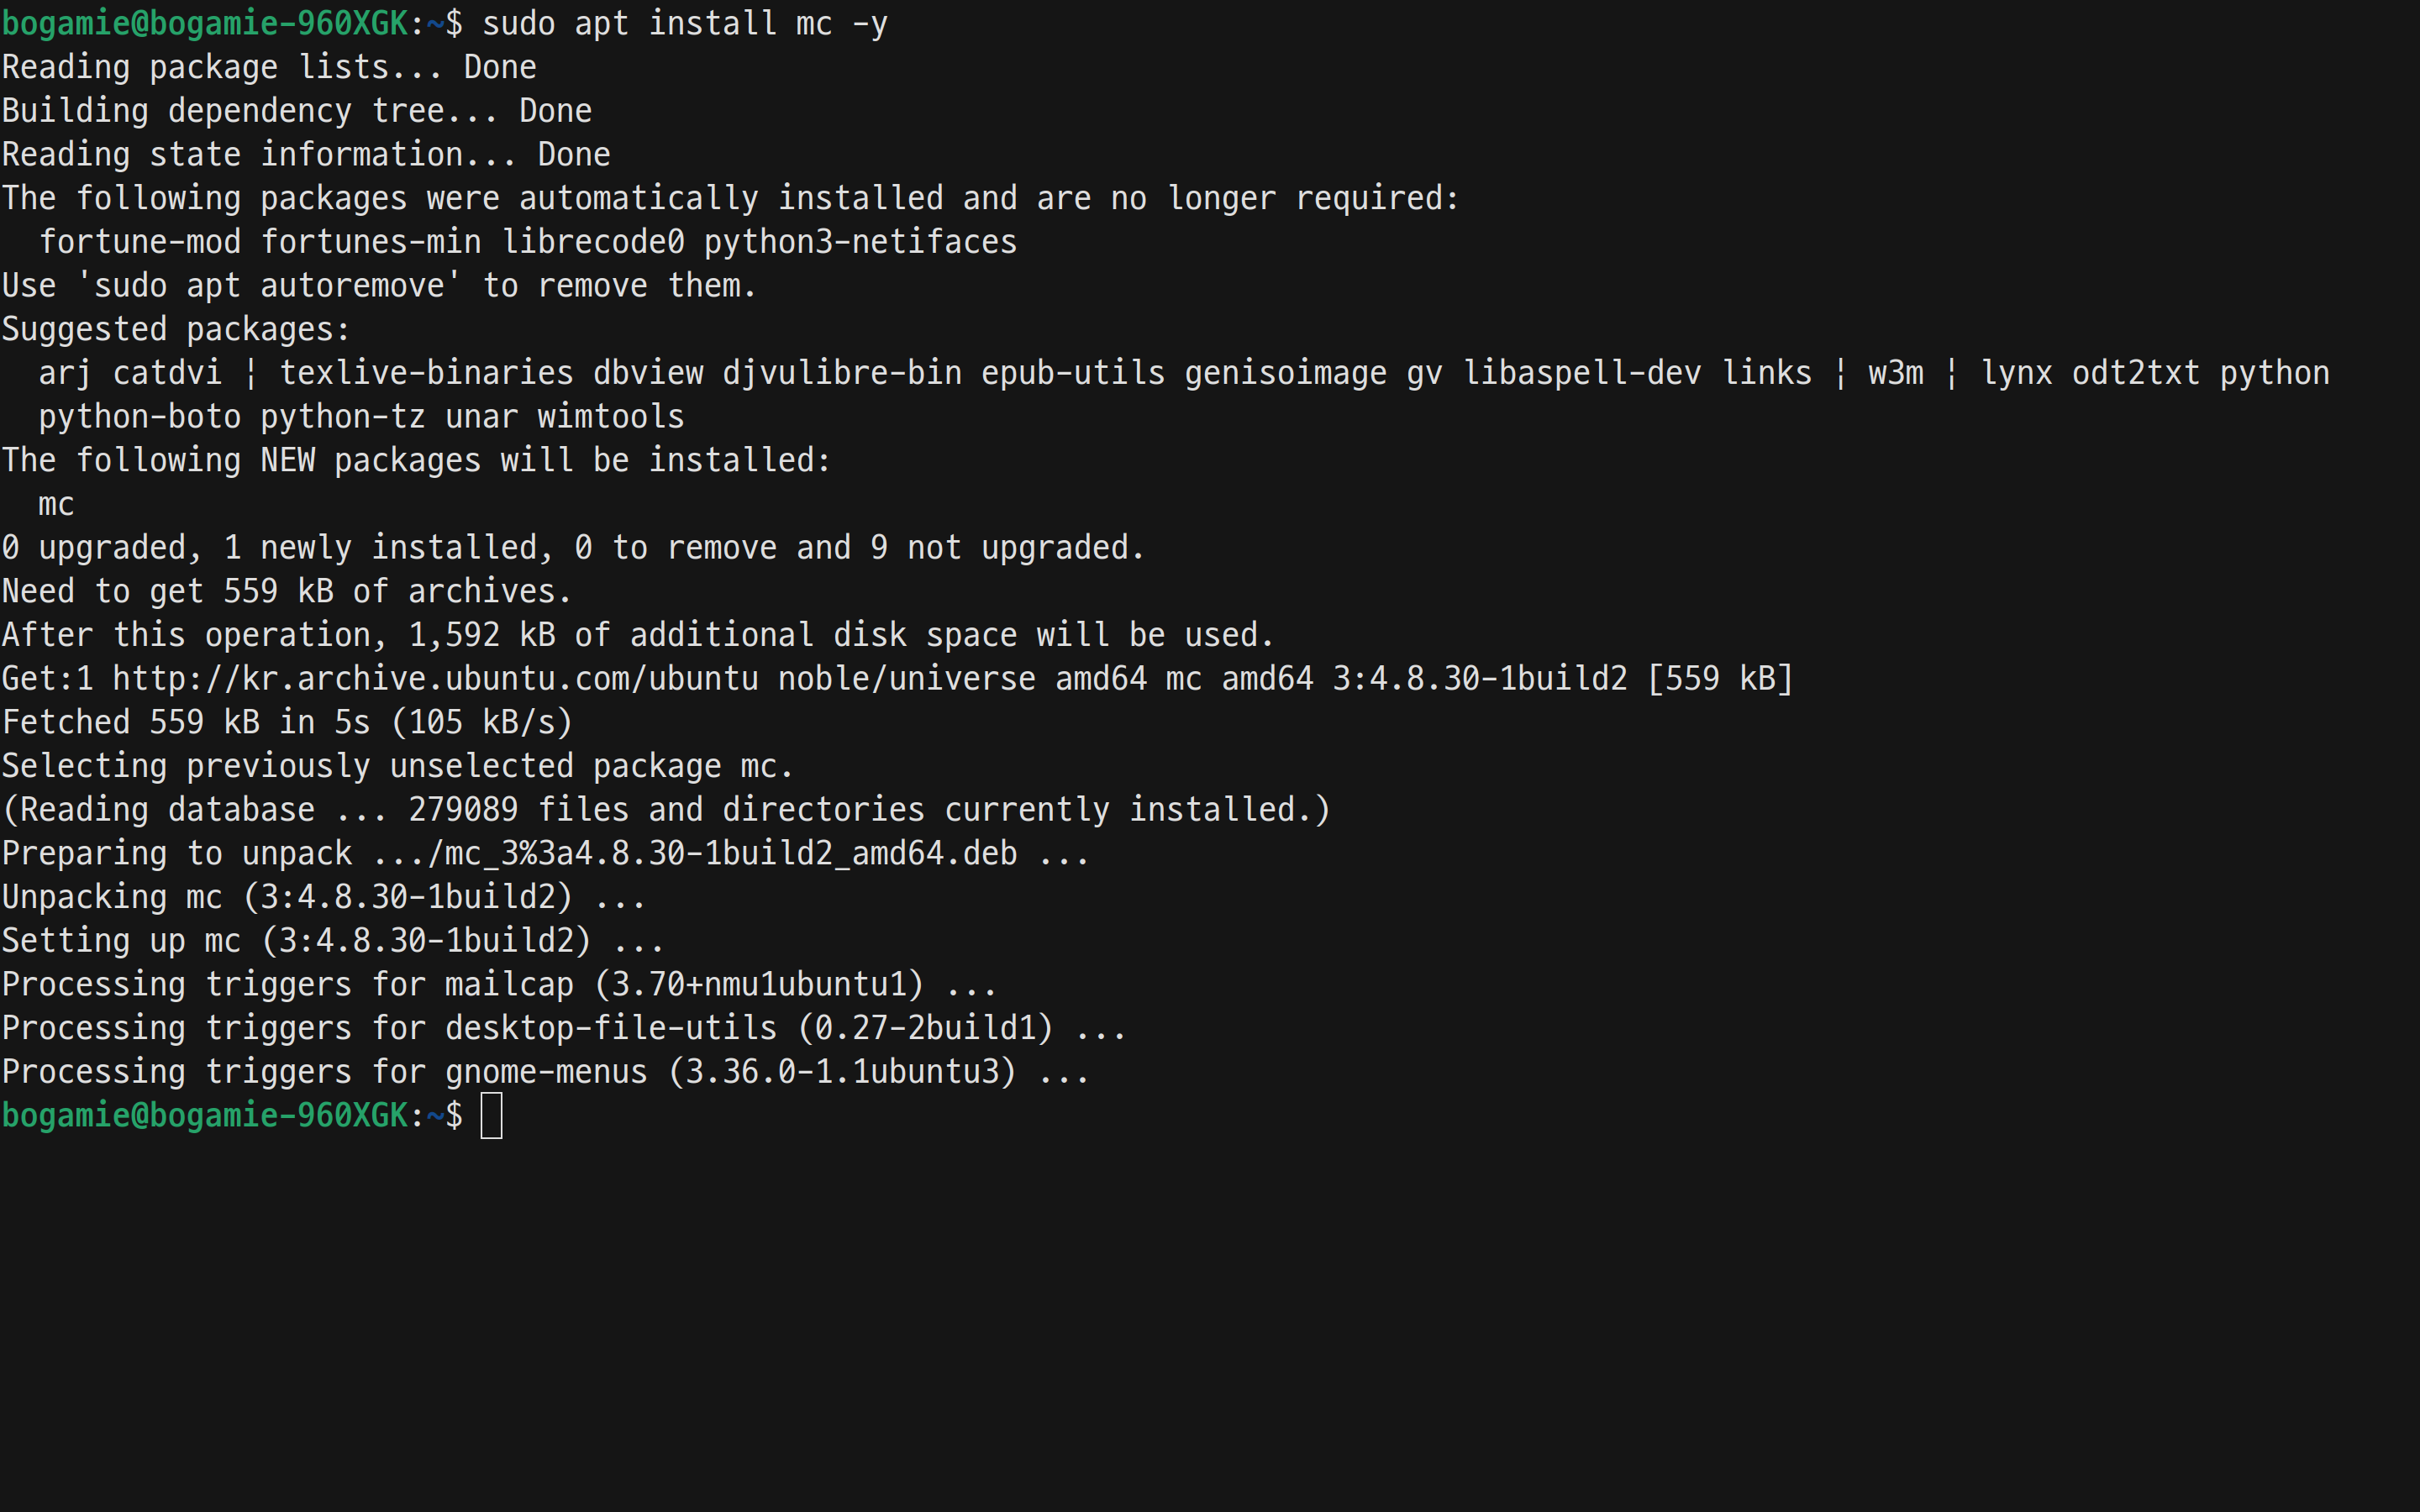 bogamie@bogamie-960XGK:~$ sudo apt install mc -y
Reading package lists... Done
Building dependency tree... Done
Reading state information... Done
The following packages were automatically installed and are no longer required:
  fortune-mod fortunes-min librecode0 python3-netifaces
Use 'sudo apt autoremove' to remove them.
Suggested packages:
  arj catdvi | texlive-binaries dbview djvulibre-bin epub-utils genisoimage gv libaspell-dev links | w3m | lynx odt2txt python
  python-boto python-tz unar wimtools
The following NEW packages will be installed:
  mc
0 upgraded, 1 newly installed, 0 to remove and 9 not upgraded.
Need to get 559 kB of archives.
After this operation, 1,592 kB of additional disk space will be used.
Get:1 http://kr.archive.ubuntu.com/ubuntu noble/universe amd64 mc amd64 3:4.8.30-1build2 [559 kB]
Fetched 559 kB in 5s (105 kB/s)
Selecting previously unselected package mc.
(Reading database ... 279089 files and directories currently installed.)
Preparing to unpack .../mc_3%3a4.8.30-1build2_amd64.deb ...
Unpacking mc (3:4.8.30-1build2) ...
Setting up mc (3:4.8.30-1build2) ...
Processing triggers for mailcap (3.70+nmu1ubuntu1) ...
Processing triggers for desktop-file-utils (0.27-2build1) ...
Processing triggers for gnome-menus (3.36.0-1.1ubuntu3) ...
bogamie@bogamie-960XGK:~$